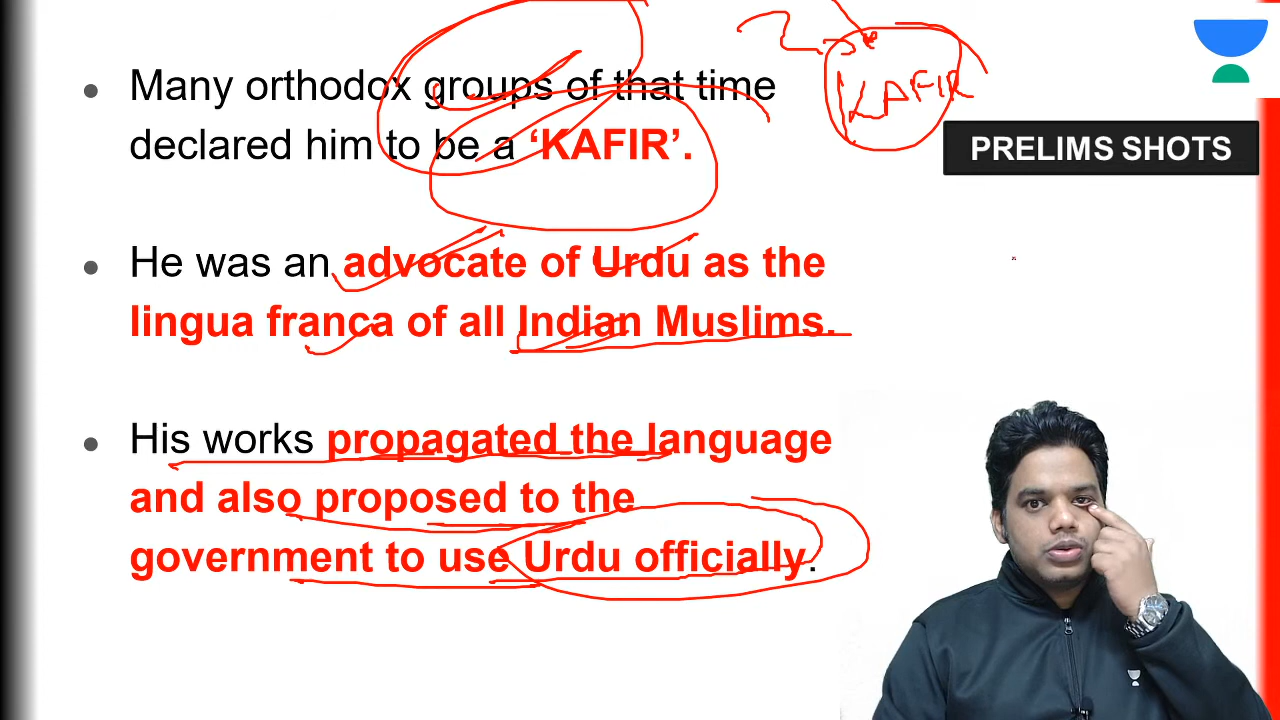 Many orthodox groups of that time
declared him to be a ‘KAFIR’.
KAFIR
PRELIMS SHOTS
He was an advocate of Urdu as the
lingua franca of all Indian Muslims.
His works propagated the language
and also proposed to the
government to use Urdu officially.